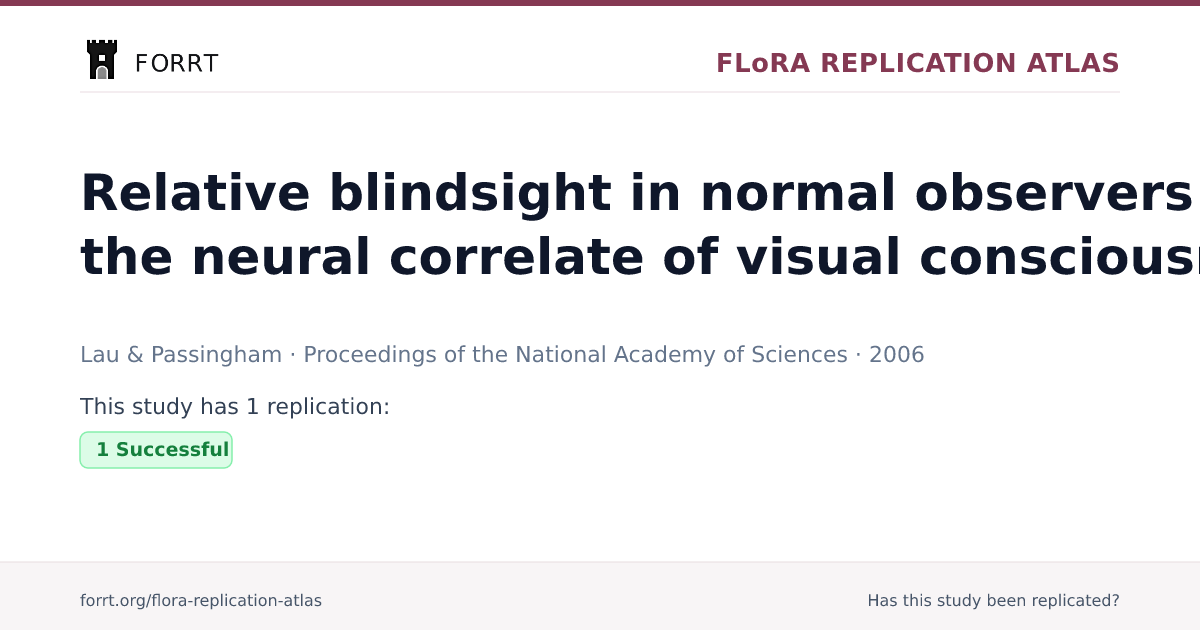 FORRT
FLoRA REPLICATION ATLAS
Relative blindsight in normal observers
the neural correlate of visual
Lau & Passingham · Proceedings of the National Academy of Sciences · 2006
This study has 1 replication:
1 Successful
forrt.org/flora-replication-atlas
Has this study been replicated?